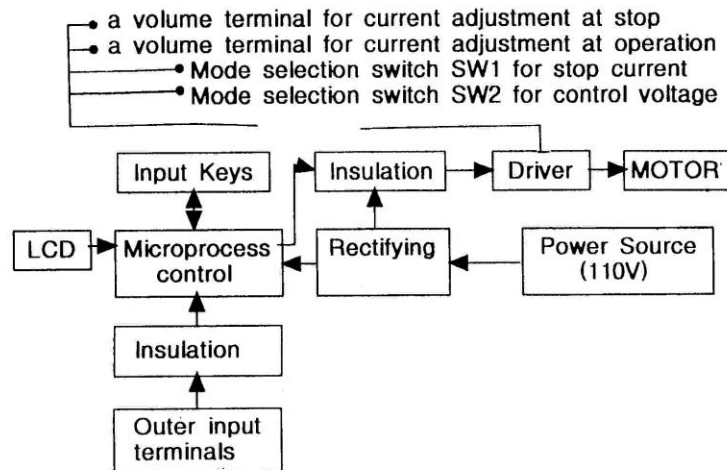 a volume terminal for current adjustment at stop
a volume terminal for current adjustment at operation
Mode selection switch SW1 for stop current
Mode selection switch SW2 for control voltage
Input Keys
Insulation
Driver
MOTOR
LCD
Microprocess
control
Rectifying
Power Source
(110V)
Insulation
Outer input
terminals